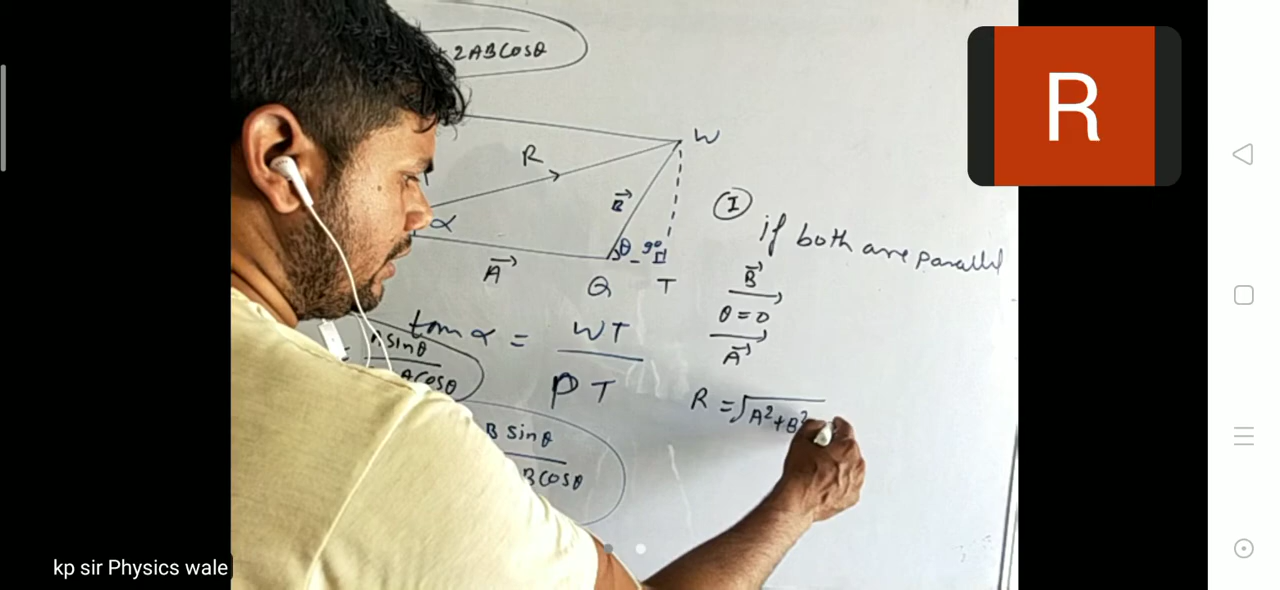 2ABCosθ
R
W
R
B
α
(I)
if both are parallel
θ 90
A
Q T
B
θ = 0
A
tan α = WT
PT
Sinθ
ACosθ
R = √A²+B²
B Sinθ
BCosθ
kp sir Physics wale